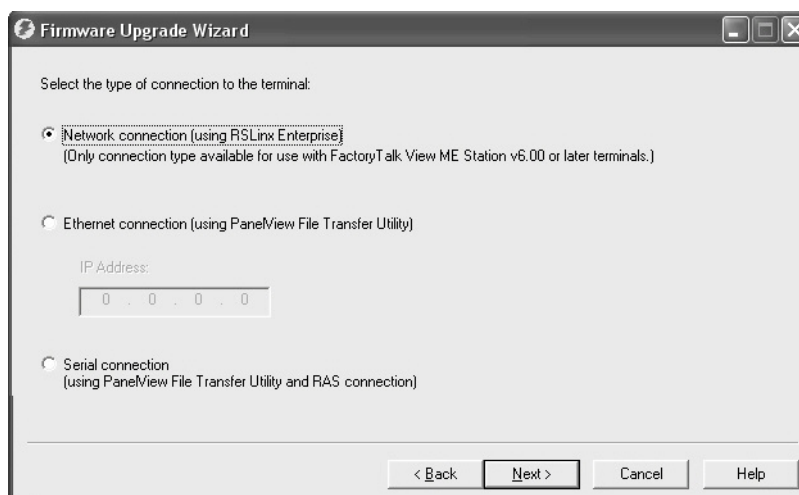 Firmware Upgrade Wizard
Select the type of connection to the terminal:
Network connection (using RSLinx Enterprise)
(Only connection type available for use with FactoryTalk View ME Station v6.00 or later terminals.)
Ethernet connection (using PanelView File Transfer Utility)
IP Address:
0 . 0 . 0 . 0
Serial connection
(using PanelView File Transfer Utility and RAS connection)
< Back Next > Cancel Help